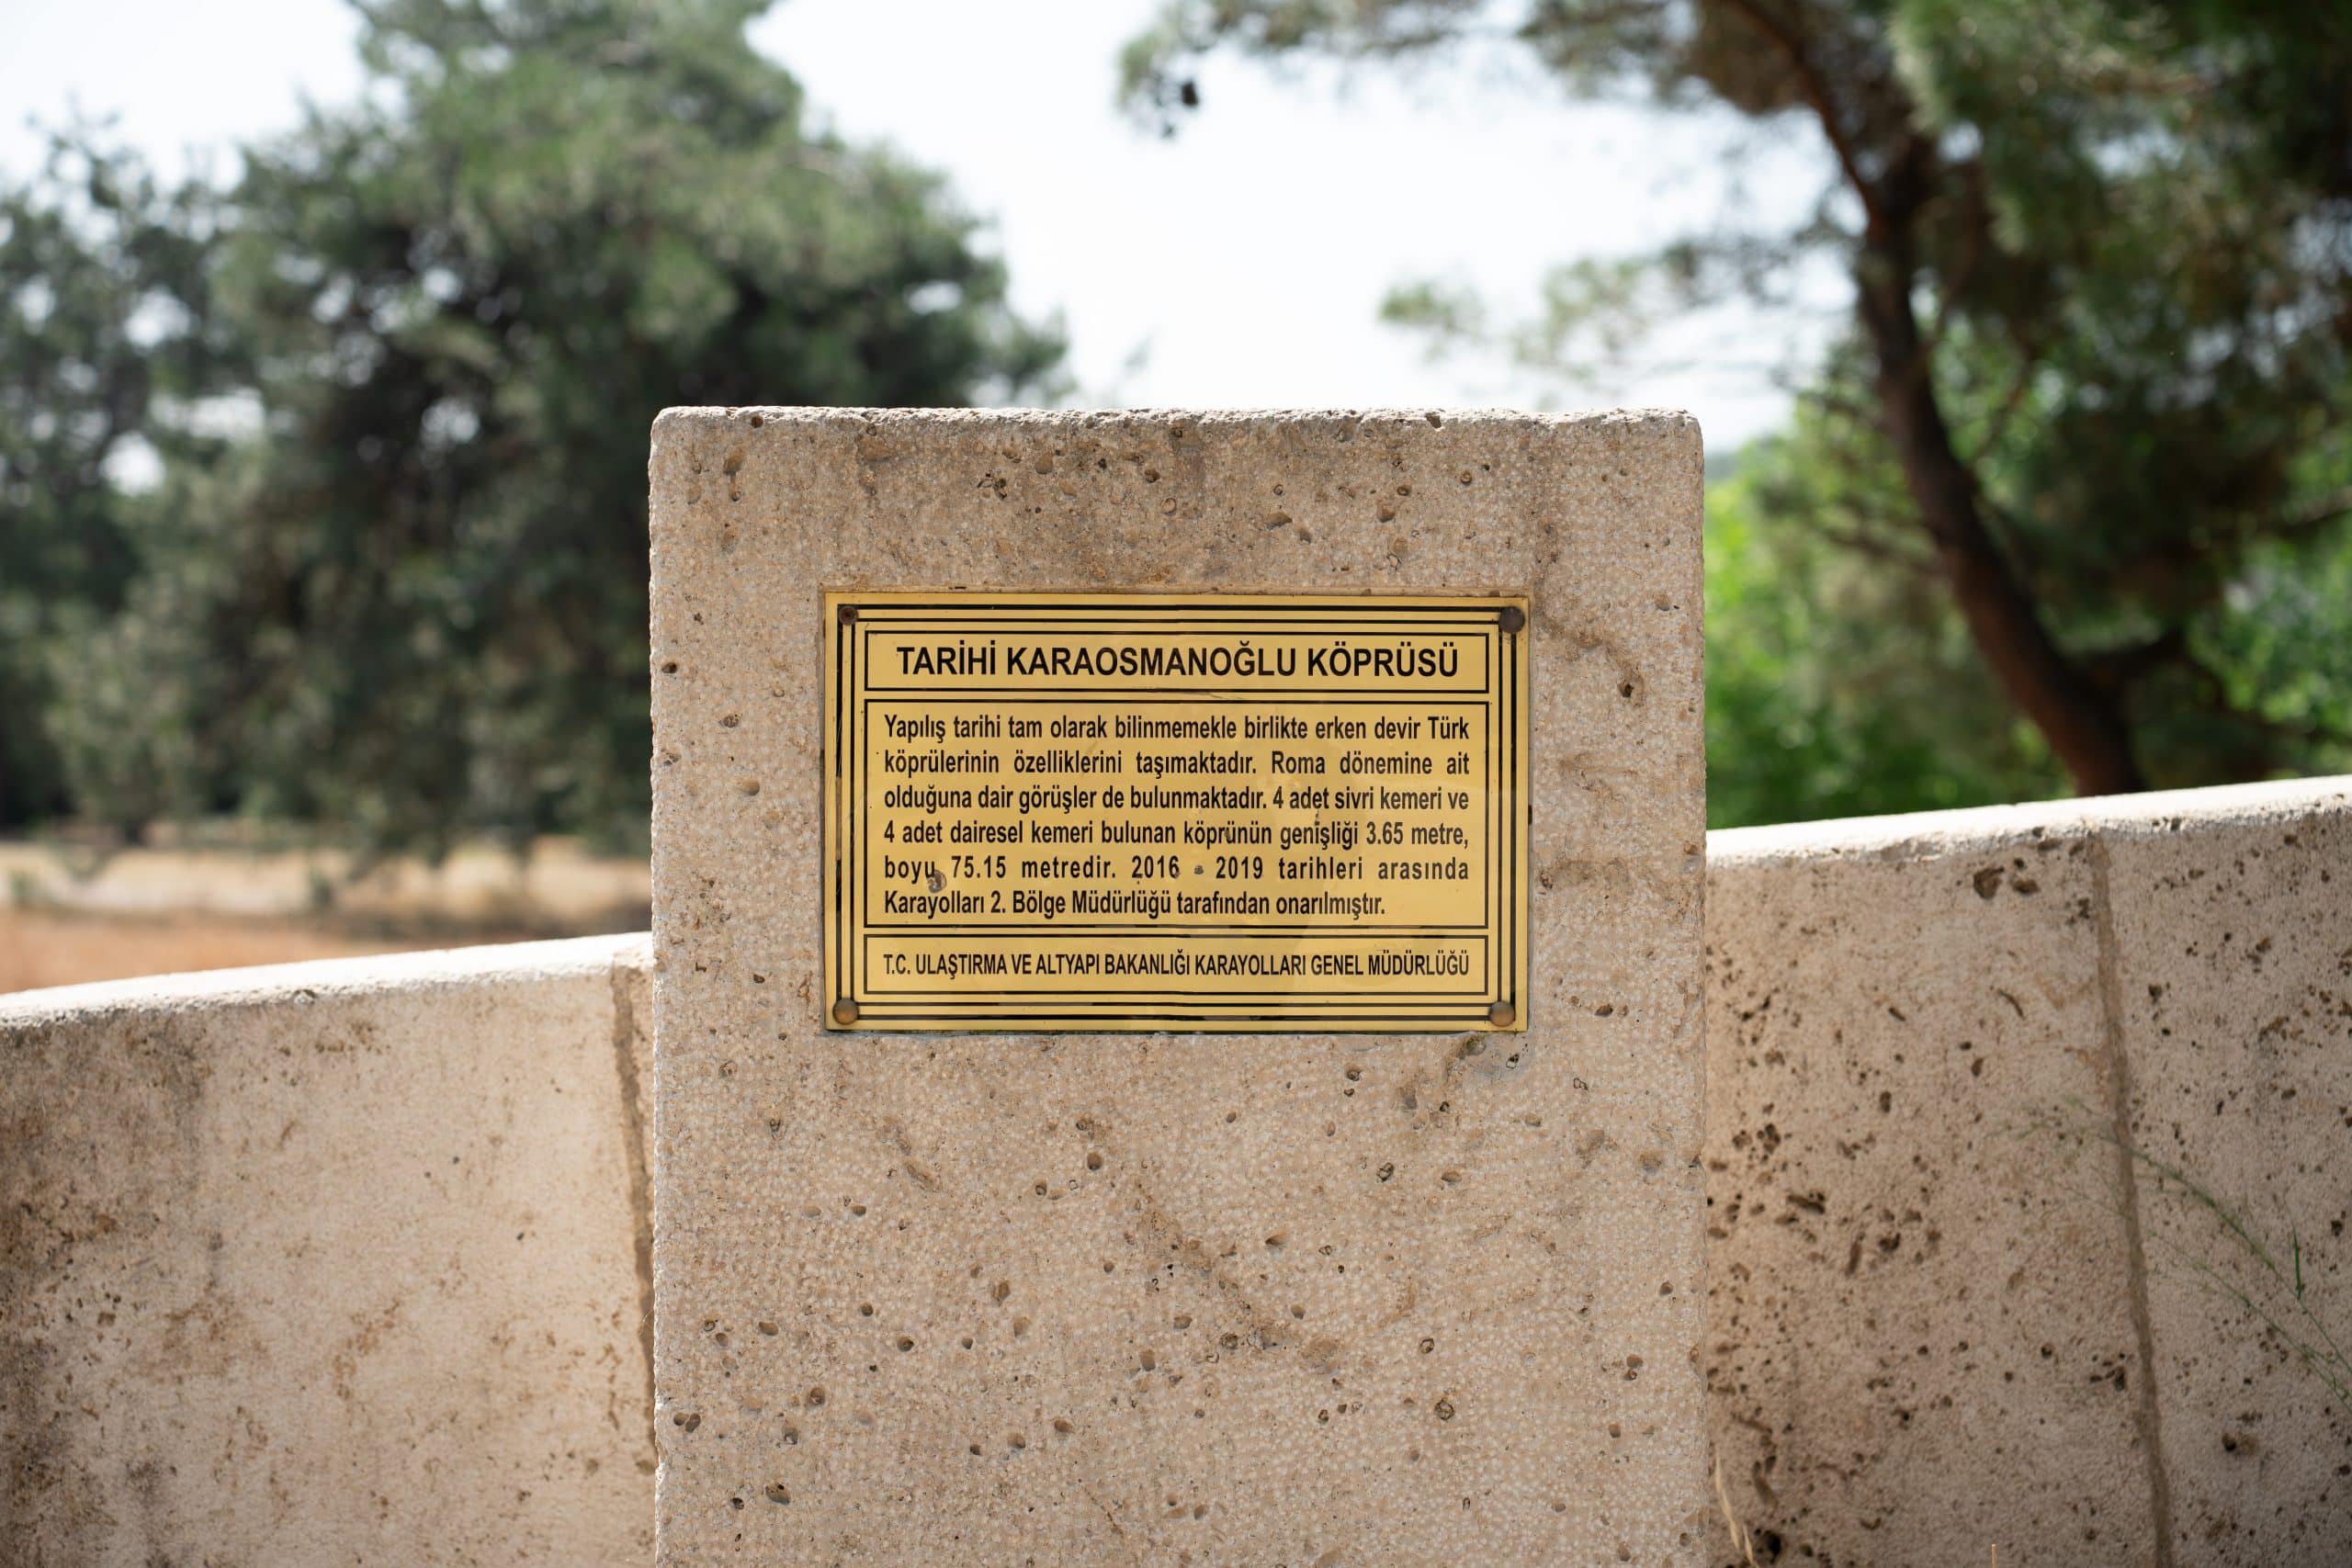 TARİHİ KARAOSMANOĞLU KÖPRÜSÜ
Yapılış tarihi tam olarak bilinmemekle birlikte erken devir Türk
köprülerinin özelliklerini taşımaktadır. Roma dönemine ait
olduğuna dair görüşler de bulunmaktadır. 4 adet sivri kemeri ve
4 adet dairesel kemeri bulunan köprünün genişliği 3.65 metre,
boyu 75.15 metredir. 2016 - 2019 tarihleri arasında
Karayolları 2. Bölge Müdürlüğü tarafından onarılmıştır.
T.C. ULAŞTIRMA VE ALTYAPI BAKANLIĞI KARAYOLLARI GENEL MÜDÜRLÜĞÜ